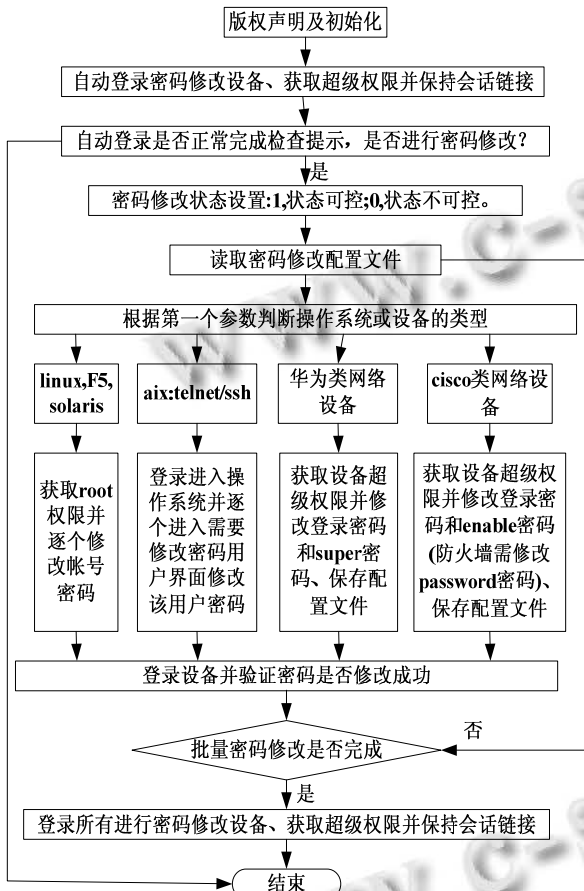 版权声明及初始化
自动登录密码修改设备、获取超级权限并保持会话链接
自动登录是否正常完成检查提示，是否进行密码修改？
是
密码修改状态设置:1,状态可控;0,状态不可控。
读取密码修改配置文件
根据第一个参数判断操作系统或设备的类型
linux,F5,
solaris
aix:telnet/ssh
华为类网络
设备
cisco类网络设
备
获取root
权限并
逐个修
改帐号
密码
登录进入操
作系统并逐
个进入需要
修改密码用
户界面修改
该用户密码
获取设备超
级权限并修
改登录密码
和super密
码、保存配
置文件
获取设备超级权
限并修改登录密
码和enable密码
(防火墙需修改
password密码)、
保存配置文件
登录设备并验证密码是否修改成功
批量密码修改是否完成
否
是
登录所有进行密码修改设备、获取超级权限并保持会话链接
结束
www.c-s